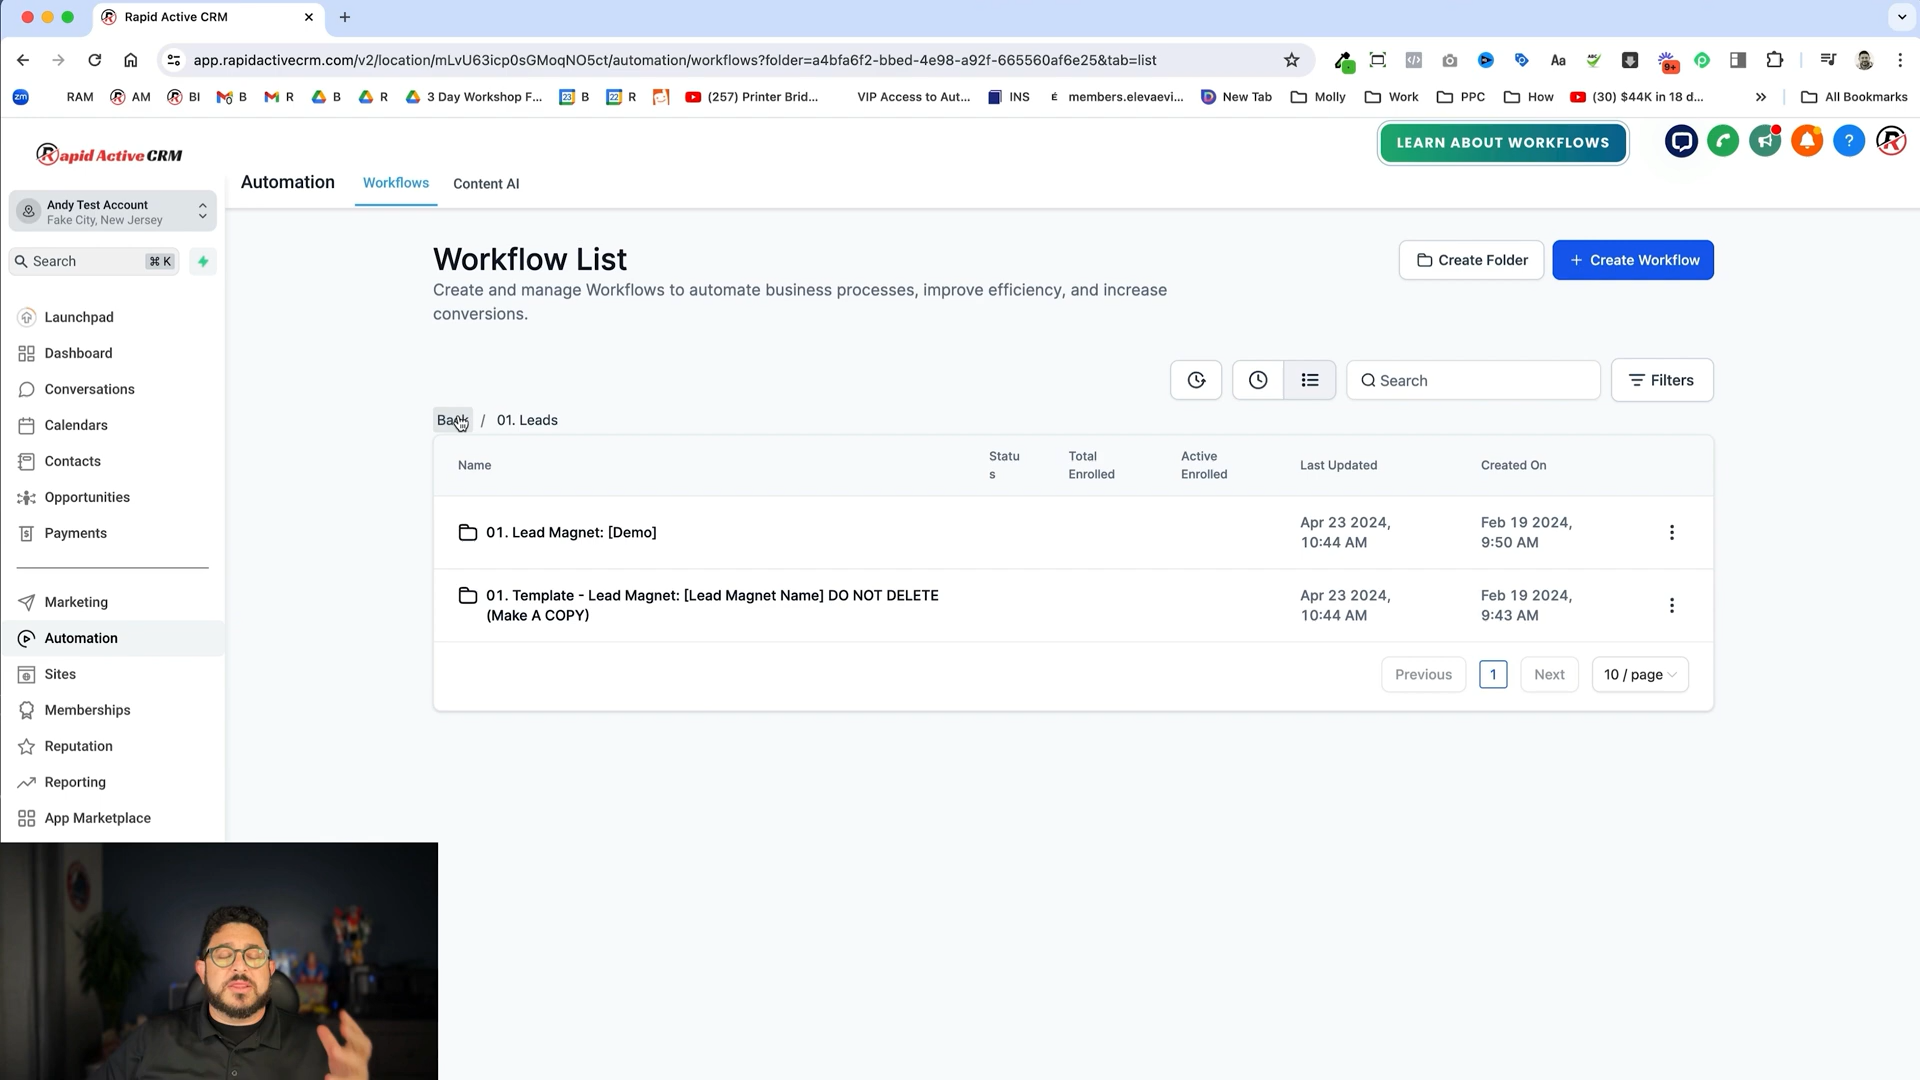 Rapid Active CRM
app.rapidactivecrm.com/v2/location/mLvU63icp0sGMoqNO5ct/automation/workflows?folder=a4bfa6f2-bbed-4e98-a92f-665560af6e25&tab=list
Aa
9+
zm
RAM
AM
BI
B
R
B
R
3 Day Workshop F...
23 B
22 R
(257) Printer Brid...
VIP Access to Aut...
INS
É members.elevaevi...
New Tab
Molly
Work
PPC
How
(30) $44K in 18 d...
»
All Bookmarks
Rapid Active CRM
LEARN ABOUT WORKFLOWS
?
Automation
Workflows
Content AI
Andy Test Account
Fake City, New Jersey
Search
⌘ K
Launchpad
Dashboard
Conversations
Calendars
Contacts
Opportunities
Payments
Marketing
Automation
Sites
Memberships
Reputation
Reporting
App Marketplace
Workflow List
Create and manage Workflows to automate business processes, improve efficiency, and increase
conversions.
Create Folder
+ Create Workflow
Search
Filters
Back / 01. Leads
Name
Statu
s
Total
Enrolled
Active
Enrolled
Last Updated
Created On
01. Lead Magnet: [Demo]
Apr 23 2024,
10:44 AM
Feb 19 2024,
9:50 AM
01. Template - Lead Magnet: [Lead Magnet Name] DO NOT DELETE
(Make A COPY)
Apr 23 2024,
10:44 AM
Feb 19 2024,
9:43 AM
Previous
1
Next
10 / page